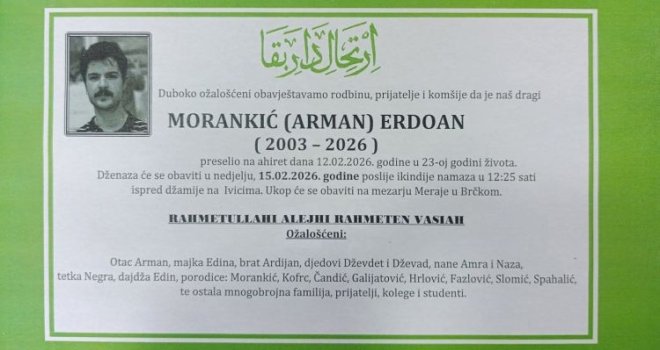 ارتحال دار بقا
Duboko ožalošćeni obavještavamo rodbinu, prijatelje i komšije da je naš dragi
MORANKIĆ (ARMAN) ERDOAN
( 2003 – 2026 )
preselio na ahiret dana 12.02.2026. godine u 23-oj godini života.
Dženaza će se obaviti u nedjelju, 15.02.2026. godine poslije ikindije namaza u 12:25 sati
ispred džamije na Ivicima. Ukop će se obaviti na mezarju Meraje u Brčkom.
RAHMETULLAHI ALEJHI RAHMETEN VASIAH
Ožalošćeni:
Otac Arman, majka Edina, brat Ardijan, djedovi Dževdet i Dževad, nane Amra i Naza,
tetka Negra, dajdža Edin, porodice: Morankić, Kofrc, Čandić, Galijatović, Hrlović, Fazlović, Slomić, Spahalić,
te ostala mnogobrojna familija, prijatelji, kolege i studenti.